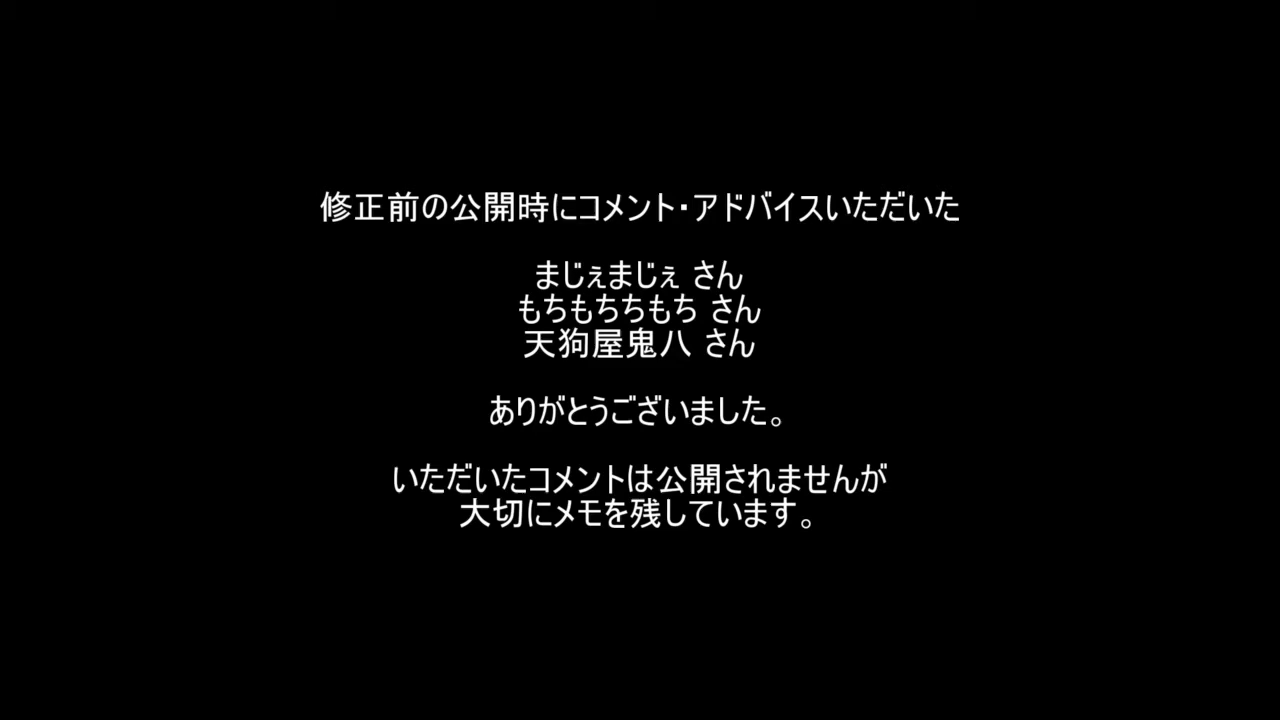 修正前の公開時にコメント・アドバイスいただいた
まじぇまじぇ さん
もちもちちもち さん
天狗屋鬼八 さん
ありがとうございました。
いただいたコメントは公開されませんが
大切にメモを残しています。